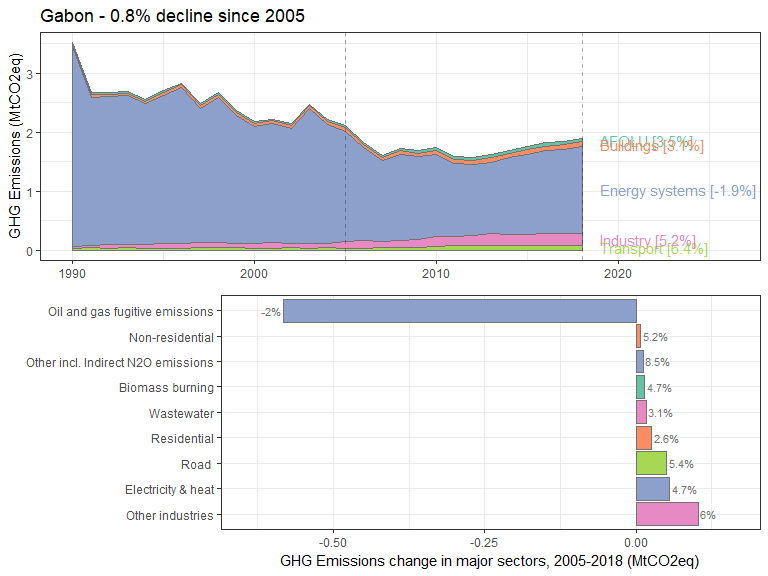 Gabon - 0.8% decline since 2005
GHG Emissions (MtCO2eq)
3
2
1
0
AFOLU [3.5%]
Buildings [3.1%]
Energy systems [-1.9%]
Industry [5.2%]
Transport [6.4%]
1990
2000
2010
2020
Oil and gas fugitive emissions
-2%
Non-residential
5.2%
Other incl. Indirect N2O emissions
8.5%
Biomass burning
4.7%
Wastewater
3.1%
Residential
2.6%
Road
5.4%
Electricity & heat
4.7%
Other industries
6%
-0.50
-0.25
0.00
GHG Emissions change in major sectors, 2005-2018 (MtCO2eq)